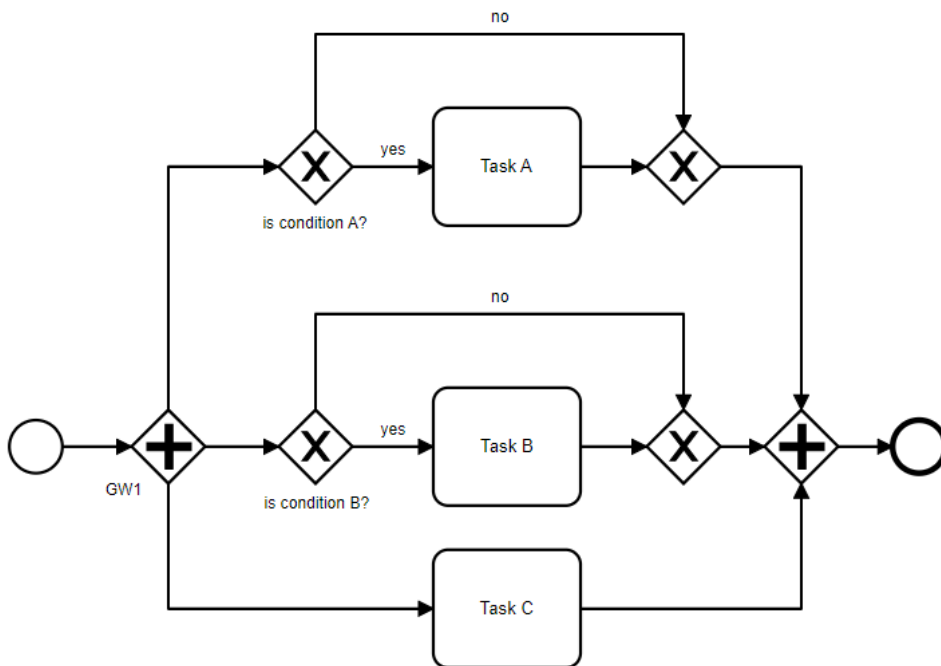 no
yes
Task A
is condition A?
no
yes
Task B
GW1
is condition B?
Task C